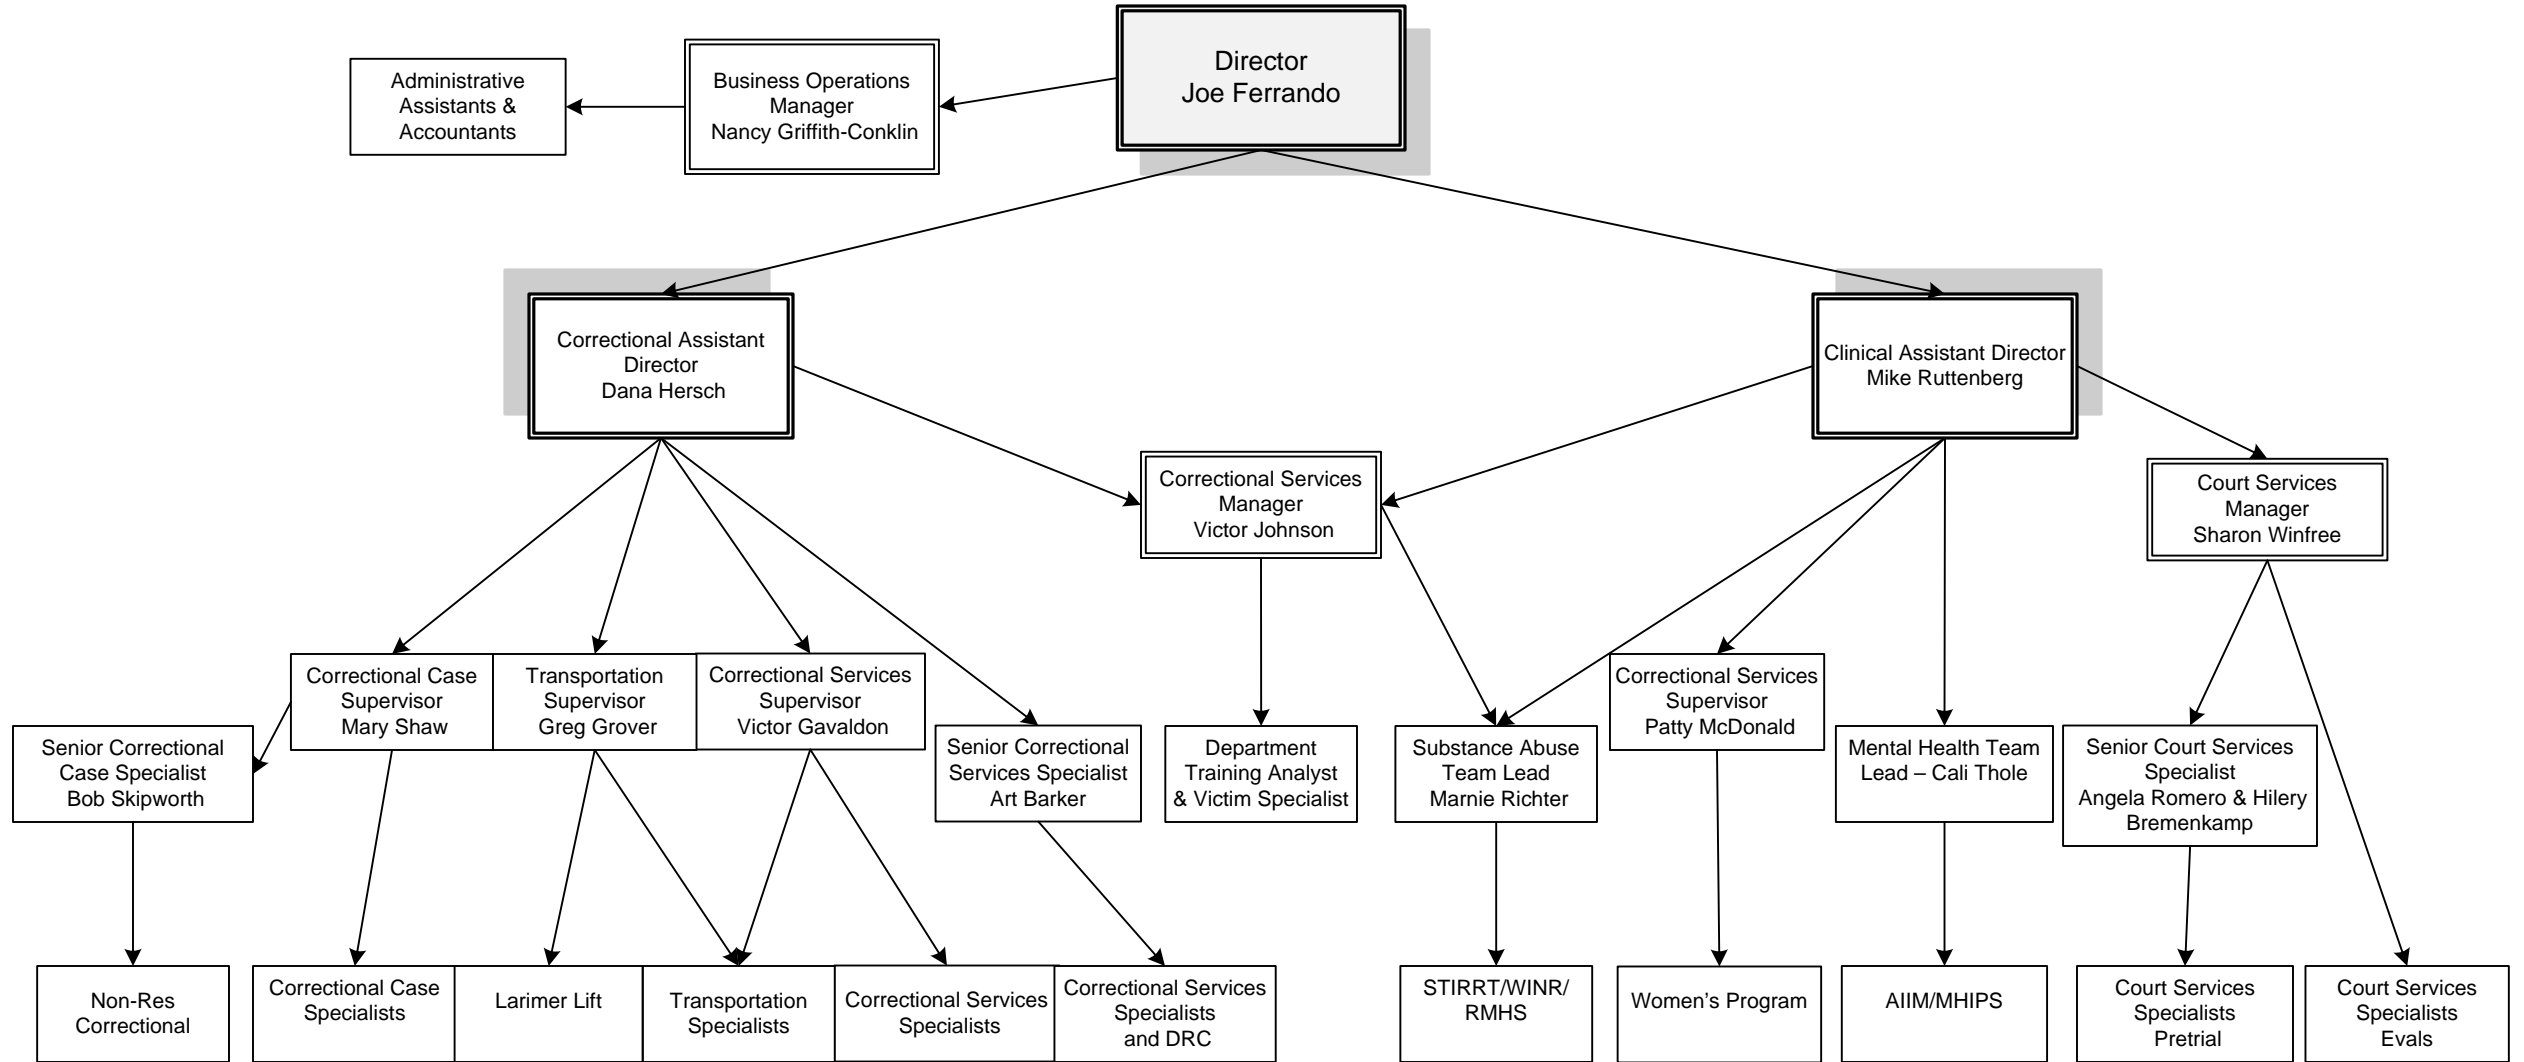 Director
Joe Ferrando
Administrative
Assistants &
Accountants
Business Operations
Manager
Nancy Griffith-Conklin
Correctional Assistant
Director
Dana Hersch
Clinical Assistant Director
Mike Ruttenberg
Correctional Services
Manager
Victor Johnson
Court Services
Manager
Sharon Winfree
Correctional Case
Supervisor
Mary Shaw
Transportation
Supervisor
Greg Grover
Correctional Services
Supervisor
Victor Gavaldon
Correctional Services
Supervisor
Patty McDonald
Senior Correctional
Case Specialist
Bob Skipworth
Senior Correctional
Services Specialist
Art Barker
Department
Training Analyst
& Victim Specialist
Substance Abuse
Team Lead
Marnie Richter
Mental Health Team
Lead – Cali Thole
Senior Court Services
Specialist
Angela Romero & Hilery
Bremenkamp
Non-Res
Correctional
Correctional Case
Specialists
Larimer Lift
Transportation
Specialists
Correctional Services
Specialists
Correctional Services
Specialists
and DRC
STIRRT/WINR/
RMHS
Women's Program
AIIM/MHIPS
Court Services
Specialists
Pretrial
Court Services
Specialists
Evals